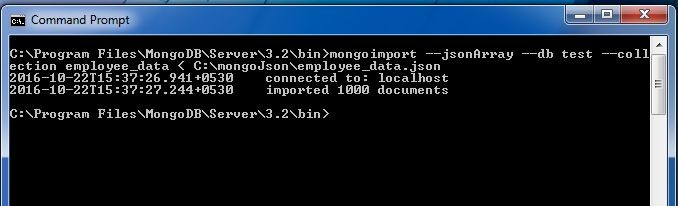 Command Prompt
C:\Program Files\MongoDB\Server\3.2\bin>mongoimport --jsonArray --db test --coll
ection employee_data < C:\mongoJson\employee_data.json
2016-10-22T15:37:26.941+0530    connected to: localhost
2016-10-22T15:37:27.244+0530    imported 1000 documents
C:\Program Files\MongoDB\Server\3.2\bin>